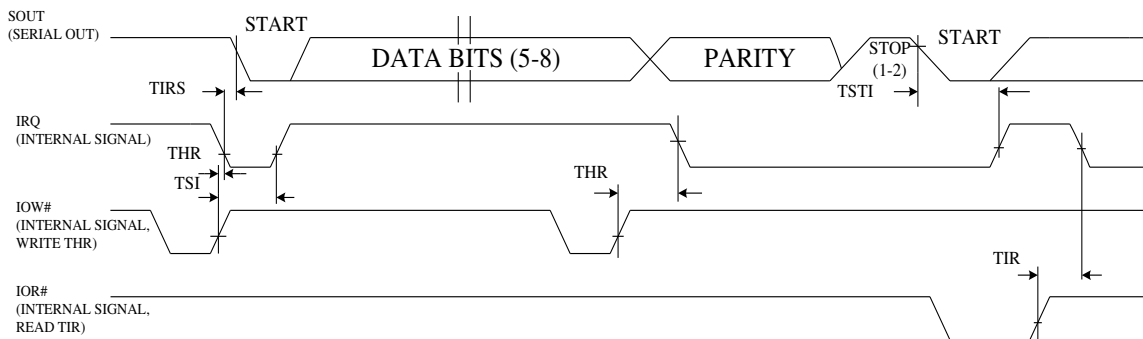 SOUT
(SERIAL OUT)
START
DATA BITS (5-8)
PARITY
STOP
(1-2)
START
TIRS
TSTI
IRQ
(INTERNAL SIGNAL)
THR
TSI
THR
IOW#
(INTERNAL SIGNAL,
WRITE THR)
TIR
IOR#
(INTERNAL SIGNAL,
READ TIR)